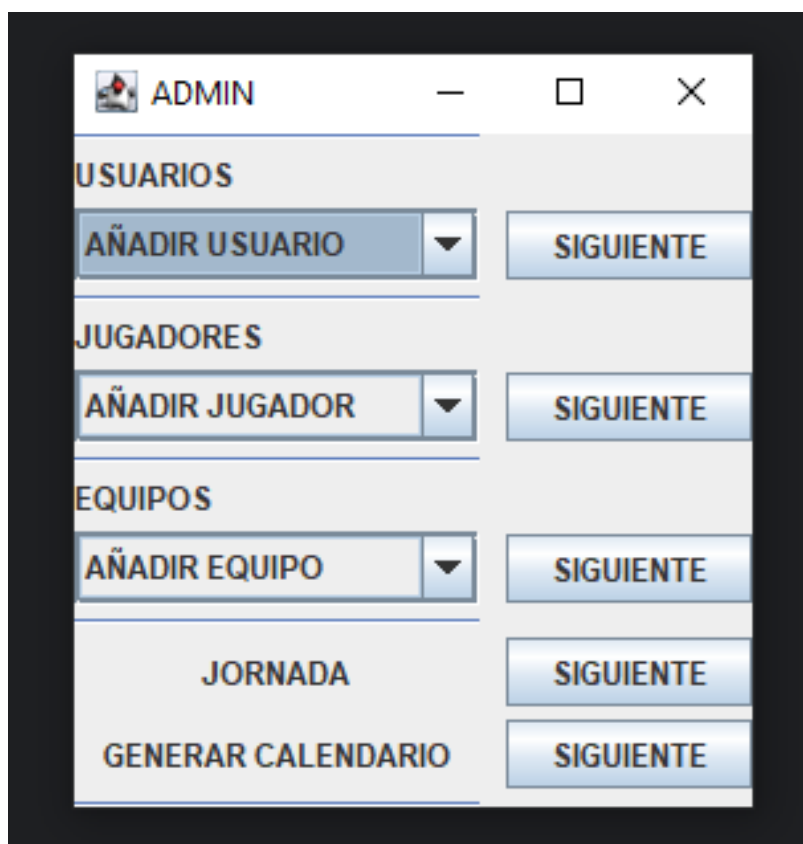 ADMIN
USUARIOS
AÑADIR USUARIO SIGUIENTE
JUGADORES
AÑADIR JUGADOR SIGUIENTE
EQUIPOS
AÑADIR EQUIPO SIGUIENTE
JORNADA SIGUIENTE
GENERAR CALENDARIO SIGUIENTE